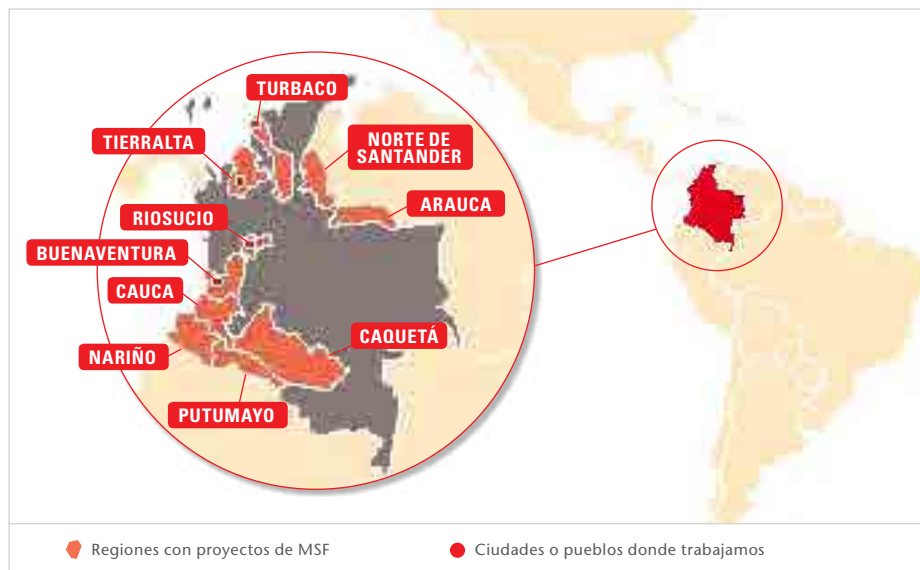 TURBACO
TIERRALTA
NORTE DE
SANTANDER
ARAUCA
RIOSUCIO
BUENAVENTURA
CAUCA
CAQUETÁ
NARIÑO
PUTUMAYO
Regiones con proyectos de MSF
Ciudades o pueblos donde trabajamos